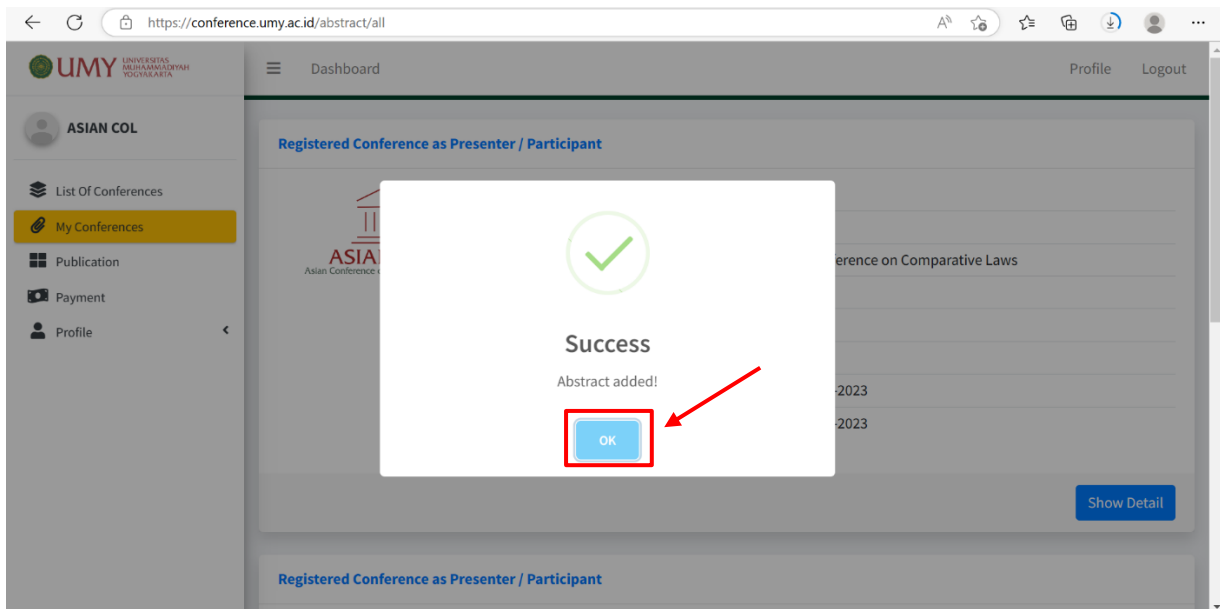 https://conference.umy.ac.id/abstract/all
UMY UNIVERSITAS
MUHAMMADIYAH
YOGYAKARTA
Dashboard
Profile
Logout
ASIAN COL
List Of Conferences
My Conferences
Publication
Payment
Profile
Registered Conference as Presenter / Participant
ASIA
Asian Conference
erence on Comparative Laws
-2023
-2023
Success
Abstract added!
OK
Show Detail
Registered Conference as Presenter / Participant